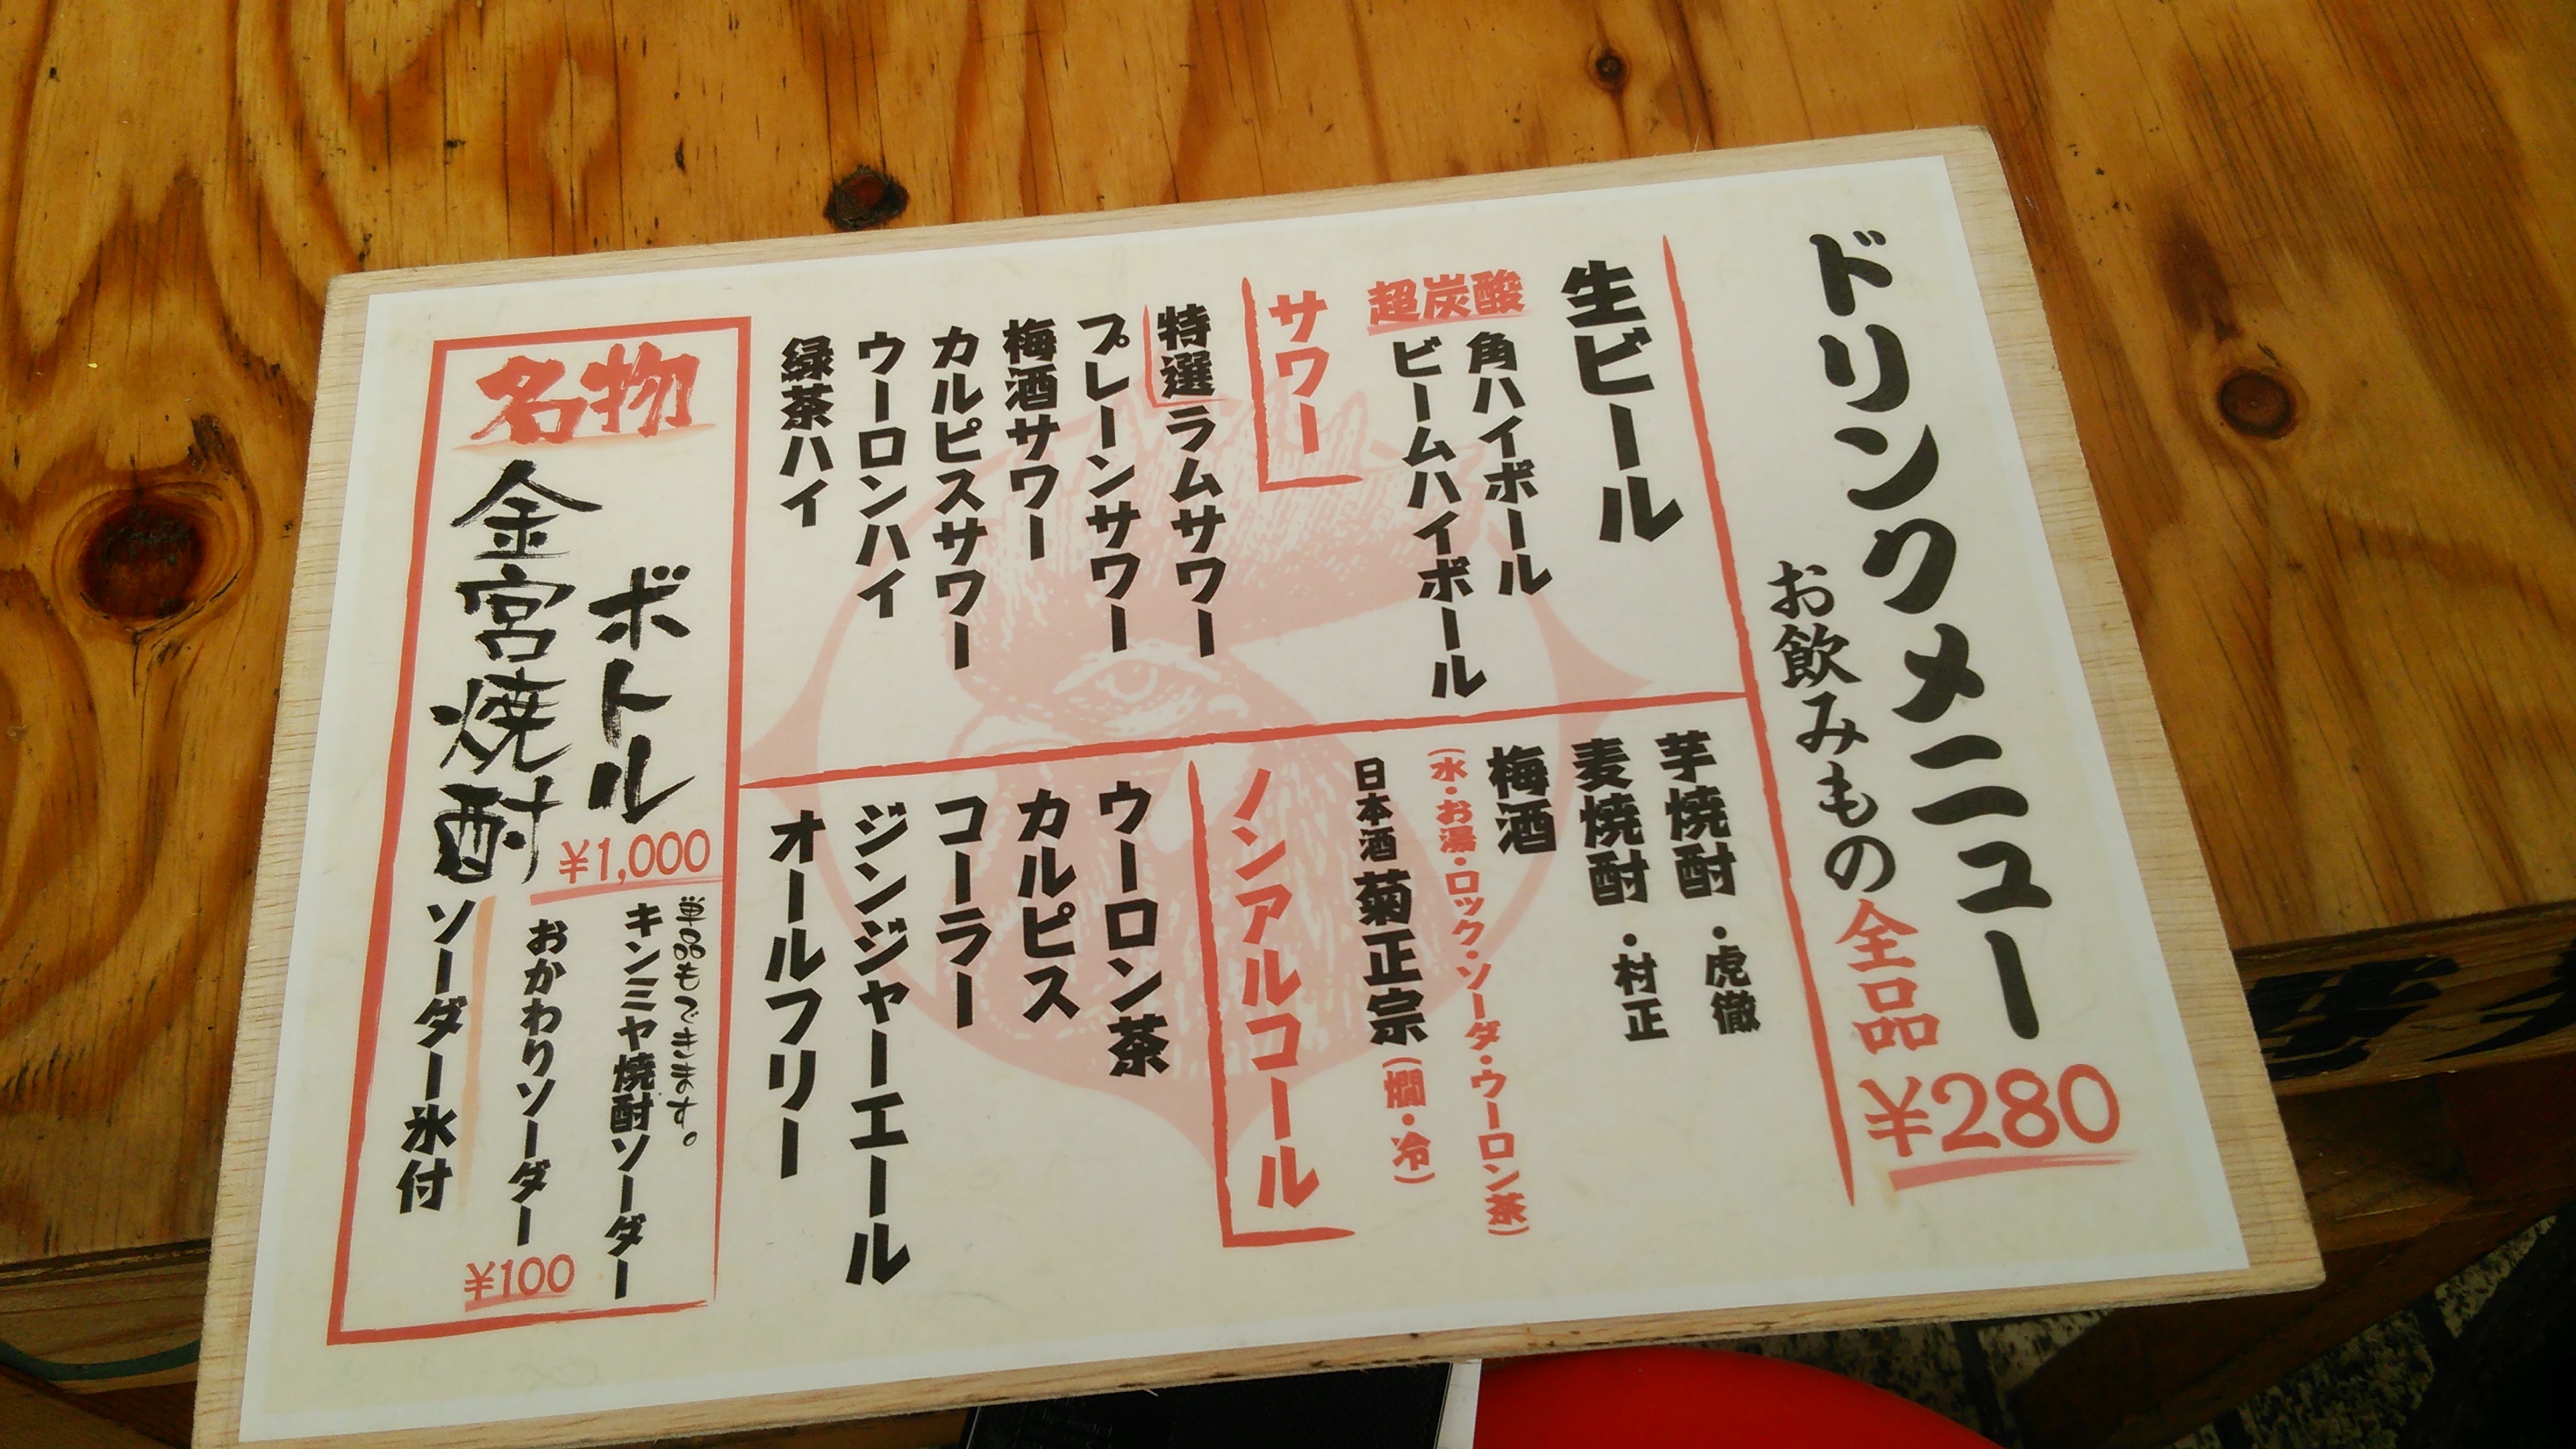 ドリンクメニュー
お飲みもの全品
¥280
生ビール
超炭酸
角ハイボール
ビームハイボール
サワー
特選ラムサワー
プレーンサワー
梅酒サワー
カルピスサワー
ウーロンハイ
緑茶ハイ
芋焼酎・虎徹
麦焼酎・村正
梅酒
(水・お湯・ロック・ソーダ・ウーロン茶)
日本酒 菊正宗(燗・冷)
ノンアルコール
ウーロン茶
カルピス
コーラー
ジンジャーエール
オールフリー
名物
ボトル
¥1,000
金宮焼酎
ソーダー氷付
単品もできます。
キンミヤ焼酎ソーダー
おかわりソーダー
¥100